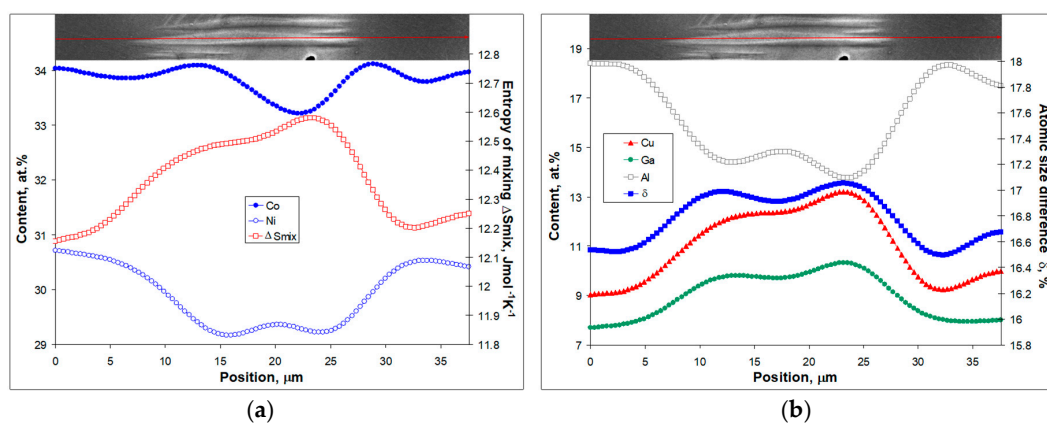 34
33
32
31
30
29
Content, at.%
0 5 10 15 20 25 30 35
Position, µm
12.8
12.7
12.6
12.5
12.4
12.3
12.2
12.1
12
11.9
11.8
Entropy of mixing ΔSmix, Jmol⁻¹K⁻¹
Co
Ni
Δ Smix
(a)
19
17
15
13
11
9
7
Content, at.%
0 5 10 15 20 25 30 35
Position, µm
18
17.8
17.6
17.4
17.2
17
16.8
16.6
16.4
16.2
16
15.8
Atomic size difference δ, %
Cu
Ga
Al
δ
(b)